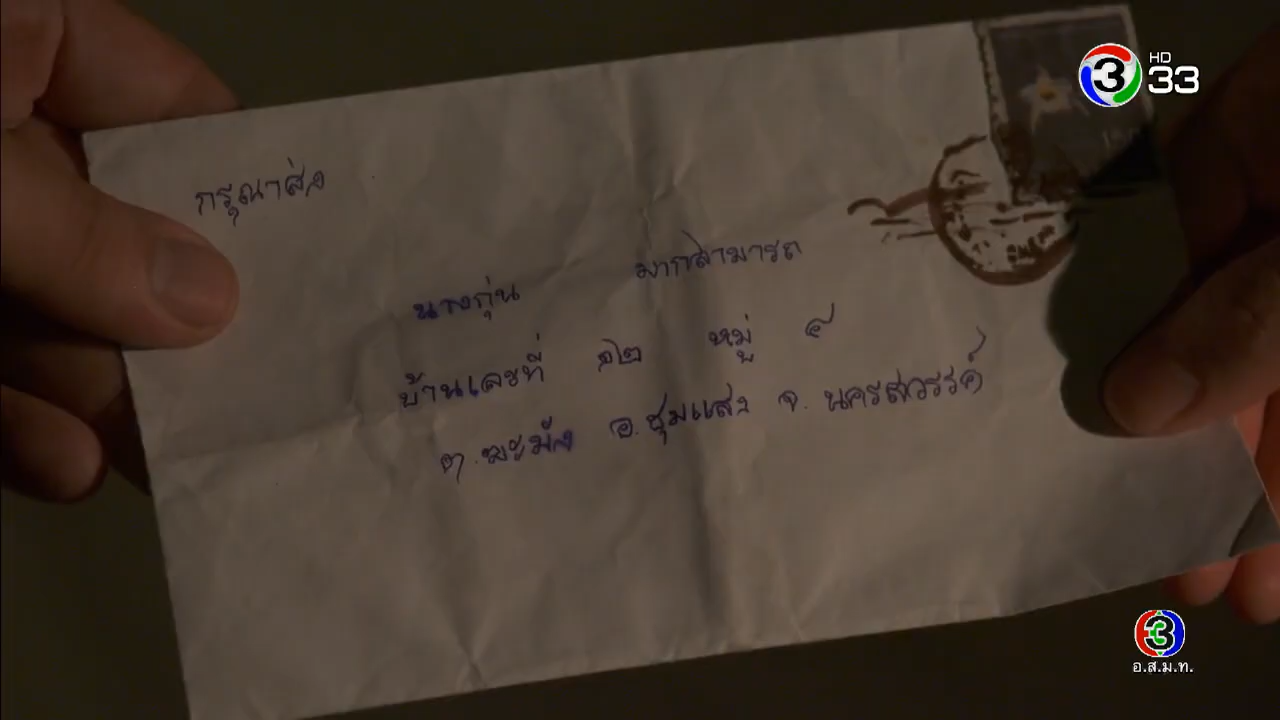 HD
3 33
กรุณาส่ง
นางกุ่น มากสามารถ
บ้านเลขที่ ๑๒ หมู่ ๔
ต.ฆะมัง อ.ชุมแสง จ.นครสวรรค์
3
อ.ส.ม.ท.